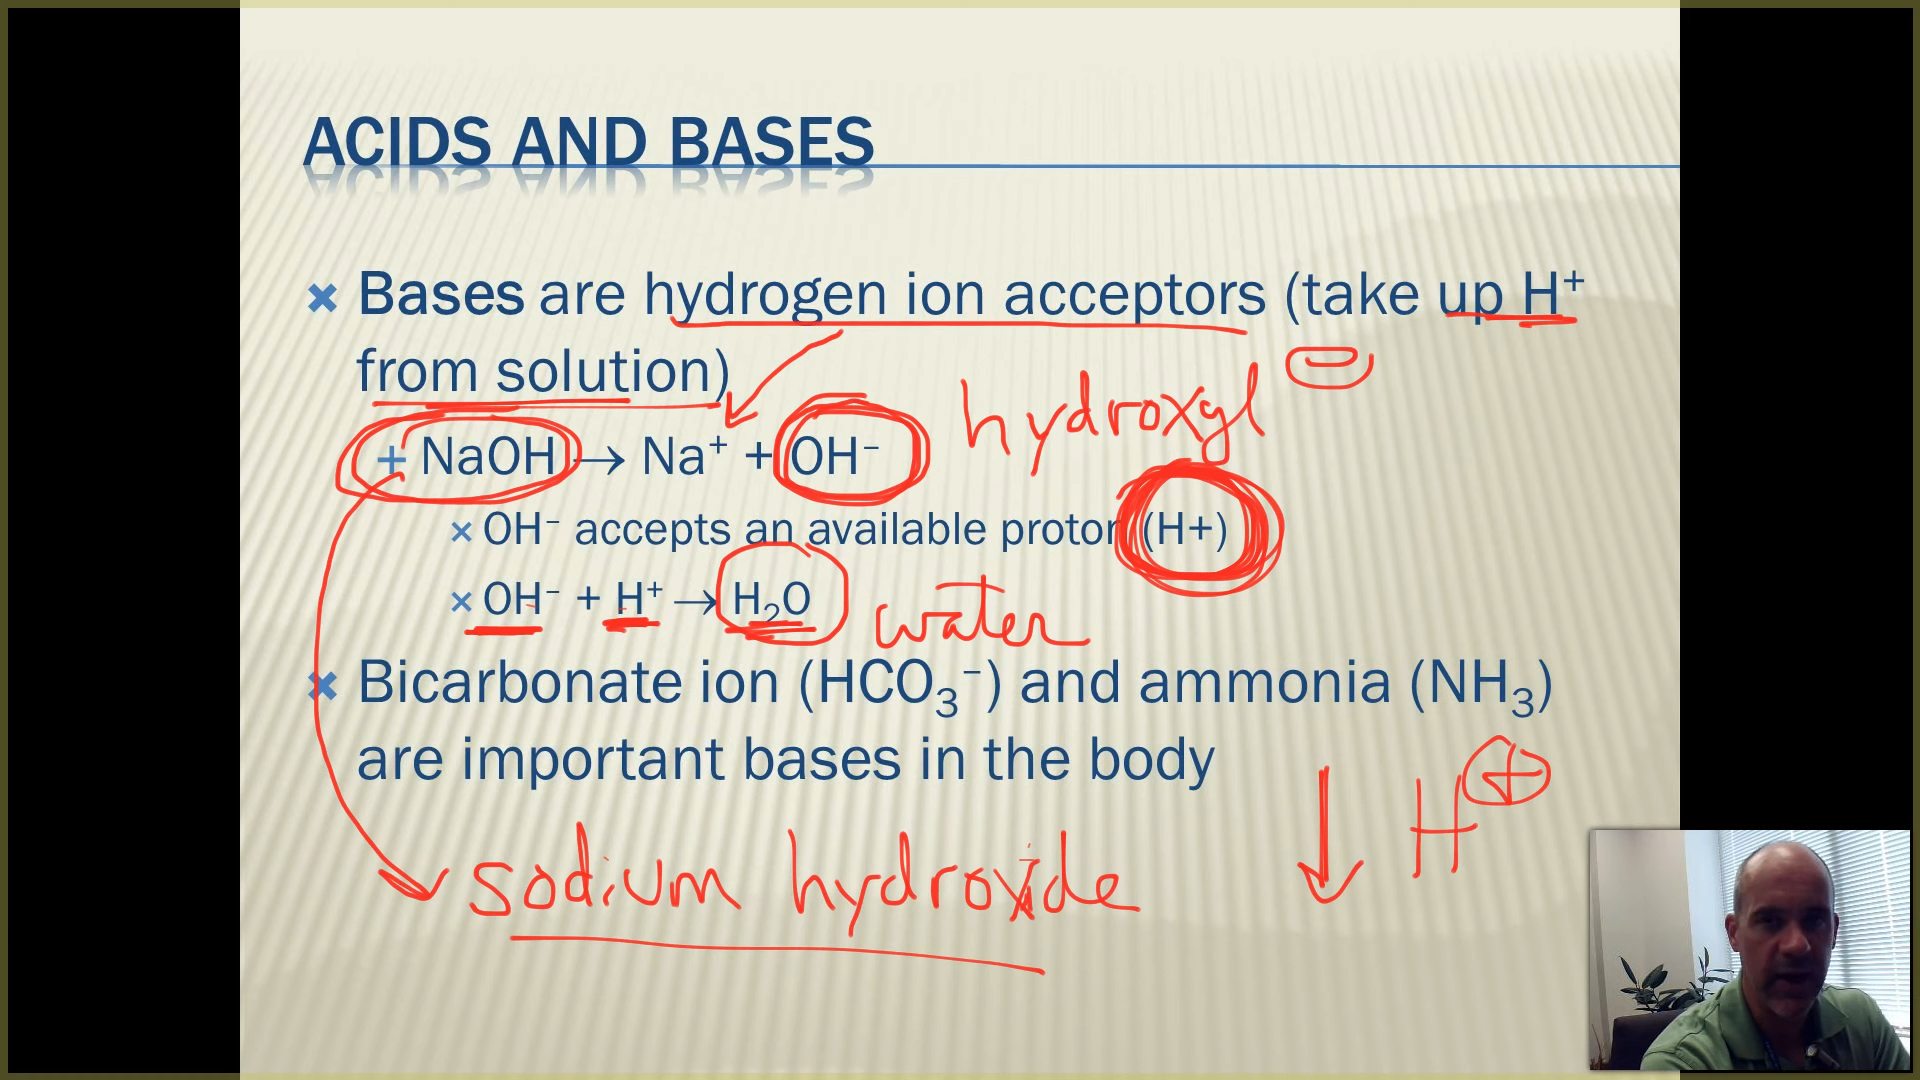 ACIDS AND BASES
Bases are hydrogen ion acceptors (take up H⁺
from solution)
hydroxyl
NaOH → Na⁺ + OH⁻
OH⁻ accepts an available proton (H+)
OH⁻ + H⁺ → H₂O
water
Bicarbonate ion (HCO₃⁻) and ammonia (NH₃)
are important bases in the body
↓ H⁺
sodium hydroxide